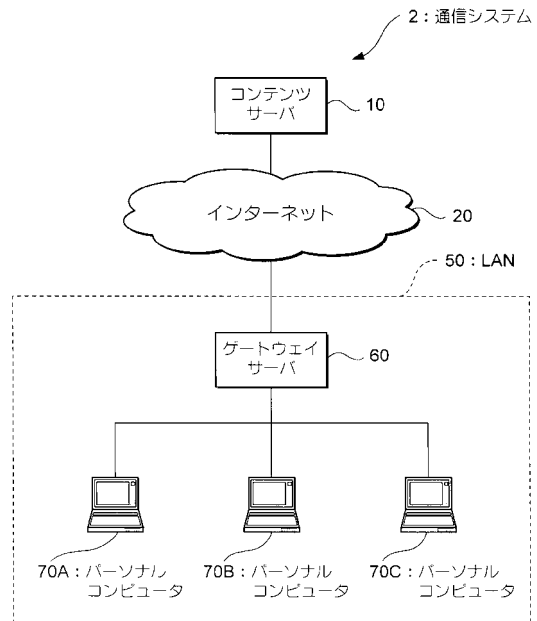 2：通信システム
コンテンツ
サーバ
10
インターネット
20
50：LAN
ゲートウェイ
サーバ
60
70A：パーソナル
コンピュータ
70B：パーソナル
コンピュータ
70C：パーソナル
コンピュータ